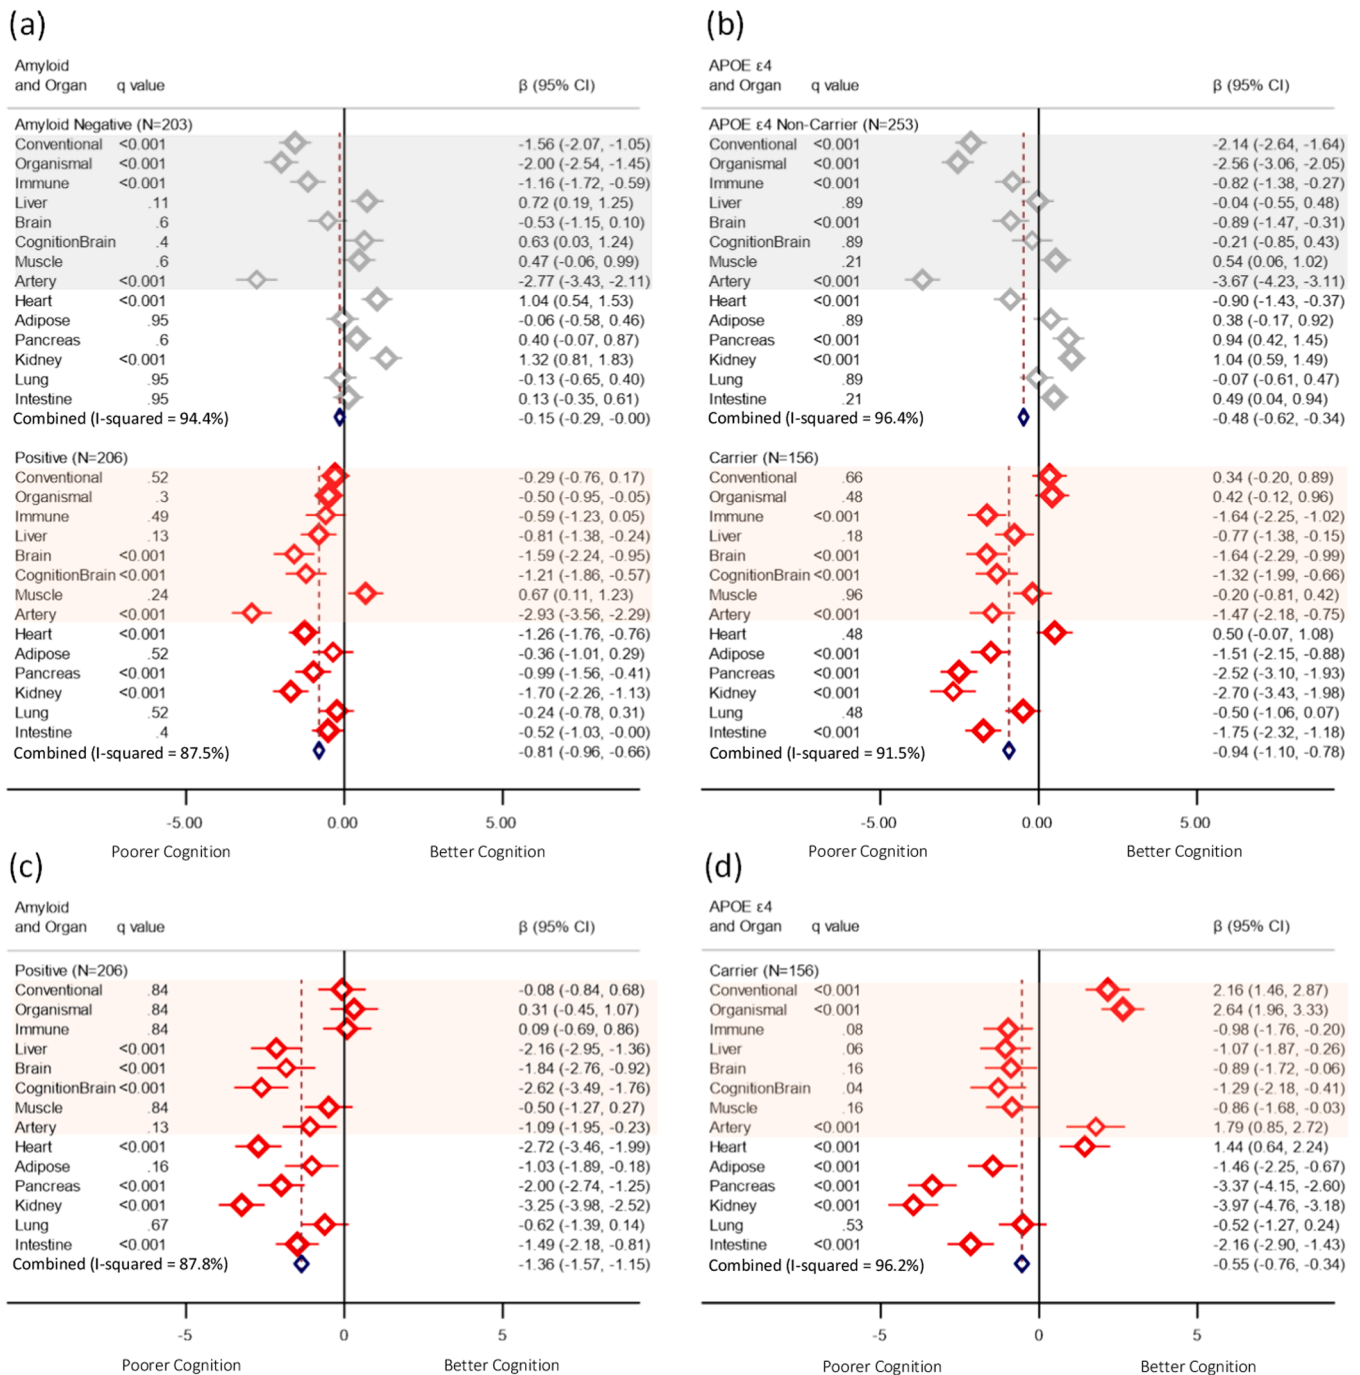 (a)
Amyloid
and Organ q value β (95% CI)
Amyloid Negative (N=203)
Conventional <0.001 -1.56 (-2.07, -1.05)
Organismal <0.001 -2.00 (-2.54, -1.45)
Immune <0.001 -1.16 (-1.72, -0.59)
Liver .11 0.72 (0.19, 1.25)
Brain .6 -0.53 (-1.15, 0.10)
CognitionBrain .4 0.63 (0.03, 1.24)
Muscle .6 0.47 (-0.06, 0.99)
Artery <0.001 -2.77 (-3.43, -2.11)
Heart <0.001 1.04 (0.54, 1.53)
Adipose .95 -0.06 (-0.58, 0.46)
Pancreas .6 0.40 (-0.07, 0.87)
Kidney <0.001 1.32 (0.81, 1.83)
Lung .95 -0.13 (-0.65, 0.40)
Intestine .95 0.13 (-0.35, 0.61)
Combined (I-squared = 94.4%) -0.15 (-0.29, -0.00)
Positive (N=206)
Conventional .52 -0.29 (-0.76, 0.17)
Organismal .3 -0.50 (-0.95, -0.05)
Immune .49 -0.59 (-1.23, 0.05)
Liver .13 -0.81 (-1.38, -0.24)
Brain <0.001 -1.59 (-2.24, -0.95)
CognitionBrain <0.001 -1.21 (-1.86, -0.57)
Muscle .24 0.67 (0.11, 1.23)
Artery <0.001 -2.93 (-3.56, -2.29)
Heart <0.001 -1.26 (-1.76, -0.76)
Adipose .52 -0.36 (-1.01, 0.29)
Pancreas <0.001 -0.99 (-1.56, -0.41)
Kidney <0.001 -1.70 (-2.26, -1.13)
Lung .52 -0.24 (-0.78, 0.31)
Intestine .4 -0.52 (-1.03, -0.00)
Combined (I-squared = 87.5%) -0.81 (-0.96, -0.66)
-5.00 0.00 5.00
Poorer Cognition Better Cognition
(b)
APOE ε4
and Organ q value β (95% CI)
APOE ε4 Non-Carrier (N=253)
Conventional <0.001 -2.14 (-2.64, -1.64)
Organismal <0.001 -2.56 (-3.06, -2.05)
Immune <0.001 -0.82 (-1.38, -0.27)
Liver .89 -0.04 (-0.55, 0.48)
Brain <0.001 -0.89 (-1.47, -0.31)
CognitionBrain .89 -0.21 (-0.85, 0.43)
Muscle .21 0.54 (0.06, 1.02)
Artery <0.001 -3.67 (-4.23, -3.11)
Heart <0.001 -0.90 (-1.43, -0.37)
Adipose .89 0.38 (-0.17, 0.92)
Pancreas <0.001 0.94 (0.42, 1.45)
Kidney <0.001 1.04 (0.59, 1.49)
Lung .89 -0.07 (-0.61, 0.47)
Intestine .21 0.49 (0.04, 0.94)
Combined (I-squared = 96.4%) -0.48 (-0.62, -0.34)
Carrier (N=156)
Conventional .66 0.34 (-0.20, 0.89)
Organismal .48 0.42 (-0.12, 0.96)
Immune <0.001 -1.64 (-2.25, -1.02)
Liver .18 -0.77 (-1.38, -0.15)
Brain <0.001 -1.64 (-2.29, -0.99)
CognitionBrain <0.001 -1.32 (-1.99, -0.66)
Muscle .96 -0.20 (-0.81, 0.42)
Artery <0.001 -1.47 (-2.18, -0.75)
Heart .48 0.50 (-0.07, 1.08)
Adipose <0.001 -1.51 (-2.15, -0.88)
Pancreas <0.001 -2.52 (-3.10, -1.93)
Kidney <0.001 -2.70 (-3.43, -1.98)
Lung .48 -0.50 (-1.06, 0.07)
Intestine <0.001 -1.75 (-2.32, -1.18)
Combined (I-squared = 91.5%) -0.94 (-1.10, -0.78)
-5.00 0.00 5.00
Poorer Cognition Better Cognition
(c)
Amyloid
and Organ q value β (95% CI)
Positive (N=206)
Conventional .84 -0.08 (-0.84, 0.68)
Organismal .84 0.31 (-0.45, 1.07)
Immune .84 0.09 (-0.69, 0.86)
Liver <0.001 -2.16 (-2.95, -1.36)
Brain <0.001 -1.84 (-2.76, -0.92)
CognitionBrain <0.001 -2.62 (-3.49, -1.76)
Muscle .84 -0.50 (-1.27, 0.27)
Artery .13 -1.09 (-1.95, -0.23)
Heart <0.001 -2.72 (-3.46, -1.99)
Adipose .16 -1.03 (-1.89, -0.18)
Pancreas <0.001 -2.00 (-2.74, -1.25)
Kidney <0.001 -3.25 (-3.98, -2.52)
Lung .67 -0.62 (-1.39, 0.14)
Intestine <0.001 -1.49 (-2.18, -0.81)
Combined (I-squared = 87.8%) -1.36 (-1.57, -1.15)
-5 0 5
Poorer Cognition Better Cognition
(d)
APOE ε4
and Organ q value β (95% CI)
Carrier (N=156)
Conventional <0.001 2.16 (1.46, 2.87)
Organismal <0.001 2.64 (1.96, 3.33)
Immune .08 -0.98 (-1.76, -0.20)
Liver .06 -1.07 (-1.87, -0.26)
Brain .16 -0.89 (-1.72, -0.06)
CognitionBrain .04 -1.29 (-2.18, -0.41)
Muscle .16 -0.86 (-1.68, -0.03)
Artery <0.001 1.79 (0.85, 2.72)
Heart <0.001 1.44 (0.64, 2.24)
Adipose <0.001 -1.46 (-2.25, -0.67)
Pancreas <0.001 -3.37 (-4.15, -2.60)
Kidney <0.001 -3.97 (-4.76, -3.18)
Lung .53 -0.52 (-1.27, 0.24)
Intestine <0.001 -2.16 (-2.90, -1.43)
Combined (I-squared = 96.2%) -0.55 (-0.76, -0.34)
-5 0 5
Poorer Cognition Better Cognition